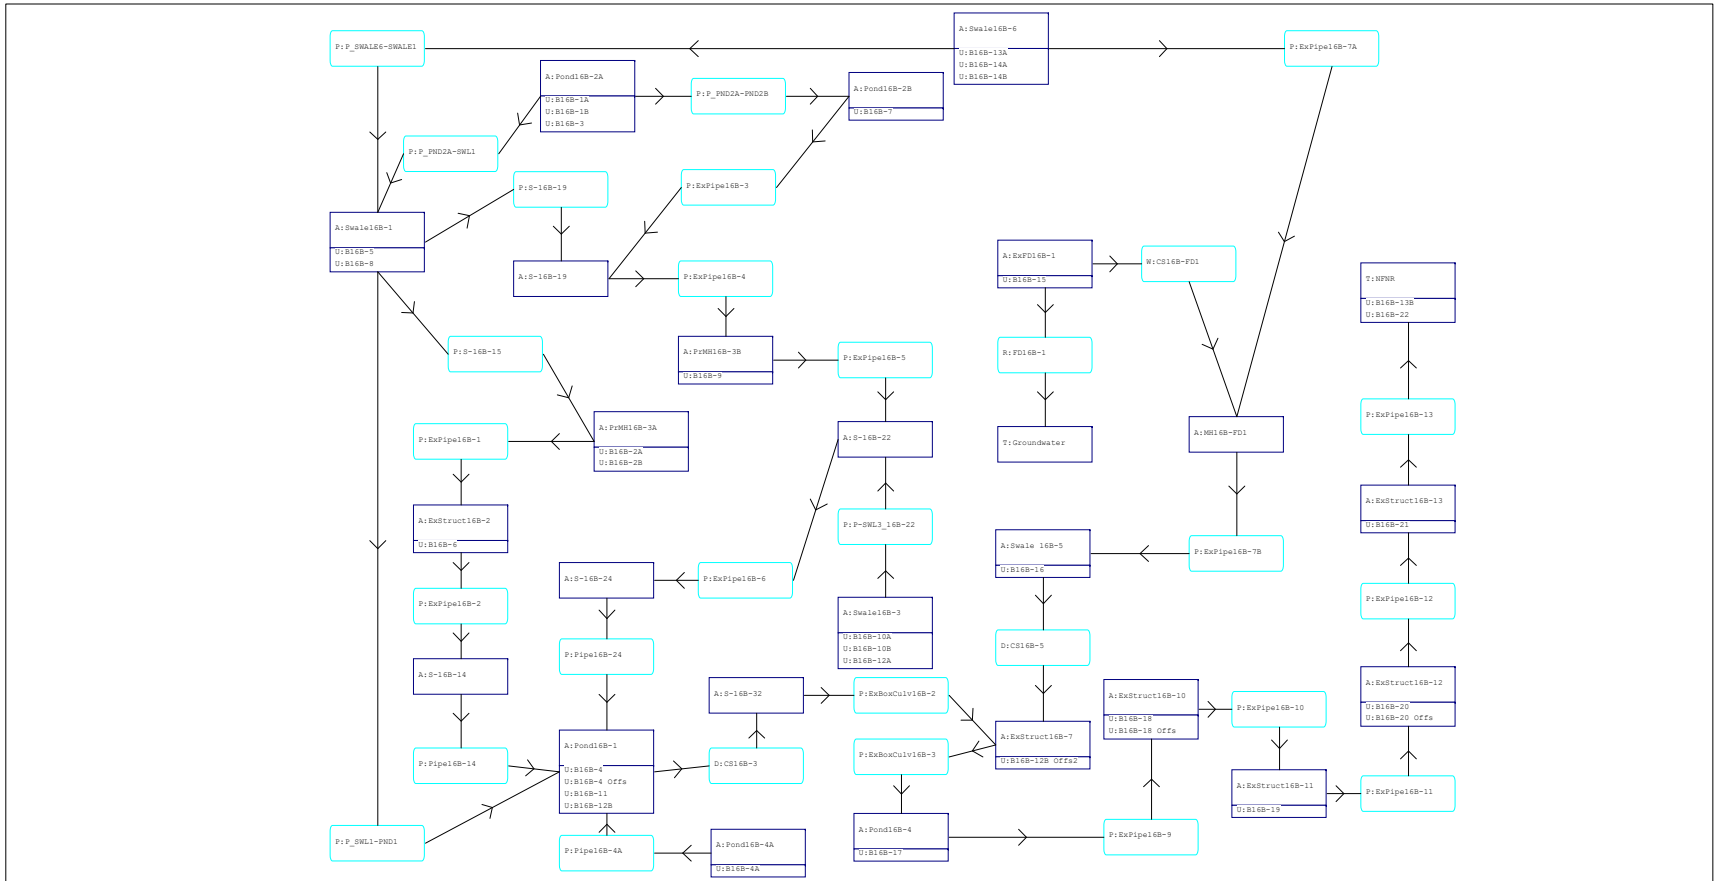 A:Swale16B-6
U:B16B-13A
U:B16B-14A
U:B16B-14B
P:P_SWALE6-SWALE1
P:ExPipe16B-7A
A:Pond16B-2A
U:B16B-1A
U:B16B-1B
U:B16B-3
P:P_PND2A-PND2B
A:Pond16B-2B
U:B16B-7
P:P_PND2A-SWL1
P:S-16B-19
P:ExPipe16B-3
A:Swale16B-1
U:B16B-5
U:B16B-8
A:S-16B-19
P:ExPipe16B-4
A:ExFD16B-1
U:B16B-15
W:CS16B-FD1
T:NFNR
U:B16B-13B
U:B16B-22
P:S-16B-15
A:PrMH16B-3B
U:B16B-9
P:ExPipe16B-5
R:FD16B-1
P:ExPipe16B-1
A:PrMH16B-3A
U:B16B-2A
U:B16B-2B
A:S-16B-22
T:Groundwater
A:MH16B-FD1
P:ExPipe16B-13
A:ExStruct16B-2
U:B16B-6
P:P-SWL3_16B-22
A:Swale 16B-5
U:B16B-16
P:ExPipe16B-7B
A:ExStruct16B-13
U:B16B-21
P:ExPipe16B-2
A:S-16B-24
P:ExPipe16B-6
A:Swale16B-3
U:B16B-10A
U:B16B-10B
U:B16B-12A
P:ExPipe16B-12
A:S-16B-14
P:Pipe16B-24
D:CS16B-5
A:S-16B-32
P:ExBoxCulv16B-2
A:ExStruct16B-10
U:B16B-18
U:B16B-18 Offs
P:ExPipe16B-10
A:ExStruct16B-12
U:B16B-20
U:B16B-20 Offs
P:Pipe16B-14
A:Pond16B-1
U:B16B-4
U:B16B-4 Offs
U:B16B-11
U:B16B-12B
D:CS16B-3
P:ExBoxCulv16B-3
A:ExStruct16B-7
U:B16B-12B Offs2
A:ExStruct16B-11
U:B16B-19
P:ExPipe16B-11
P:P_SWL1-PND1
P:Pipe16B-4A
A:Pond16B-4A
U:B16B-4A
A:Pond16B-4
U:B16B-17
P:ExPipe16B-9